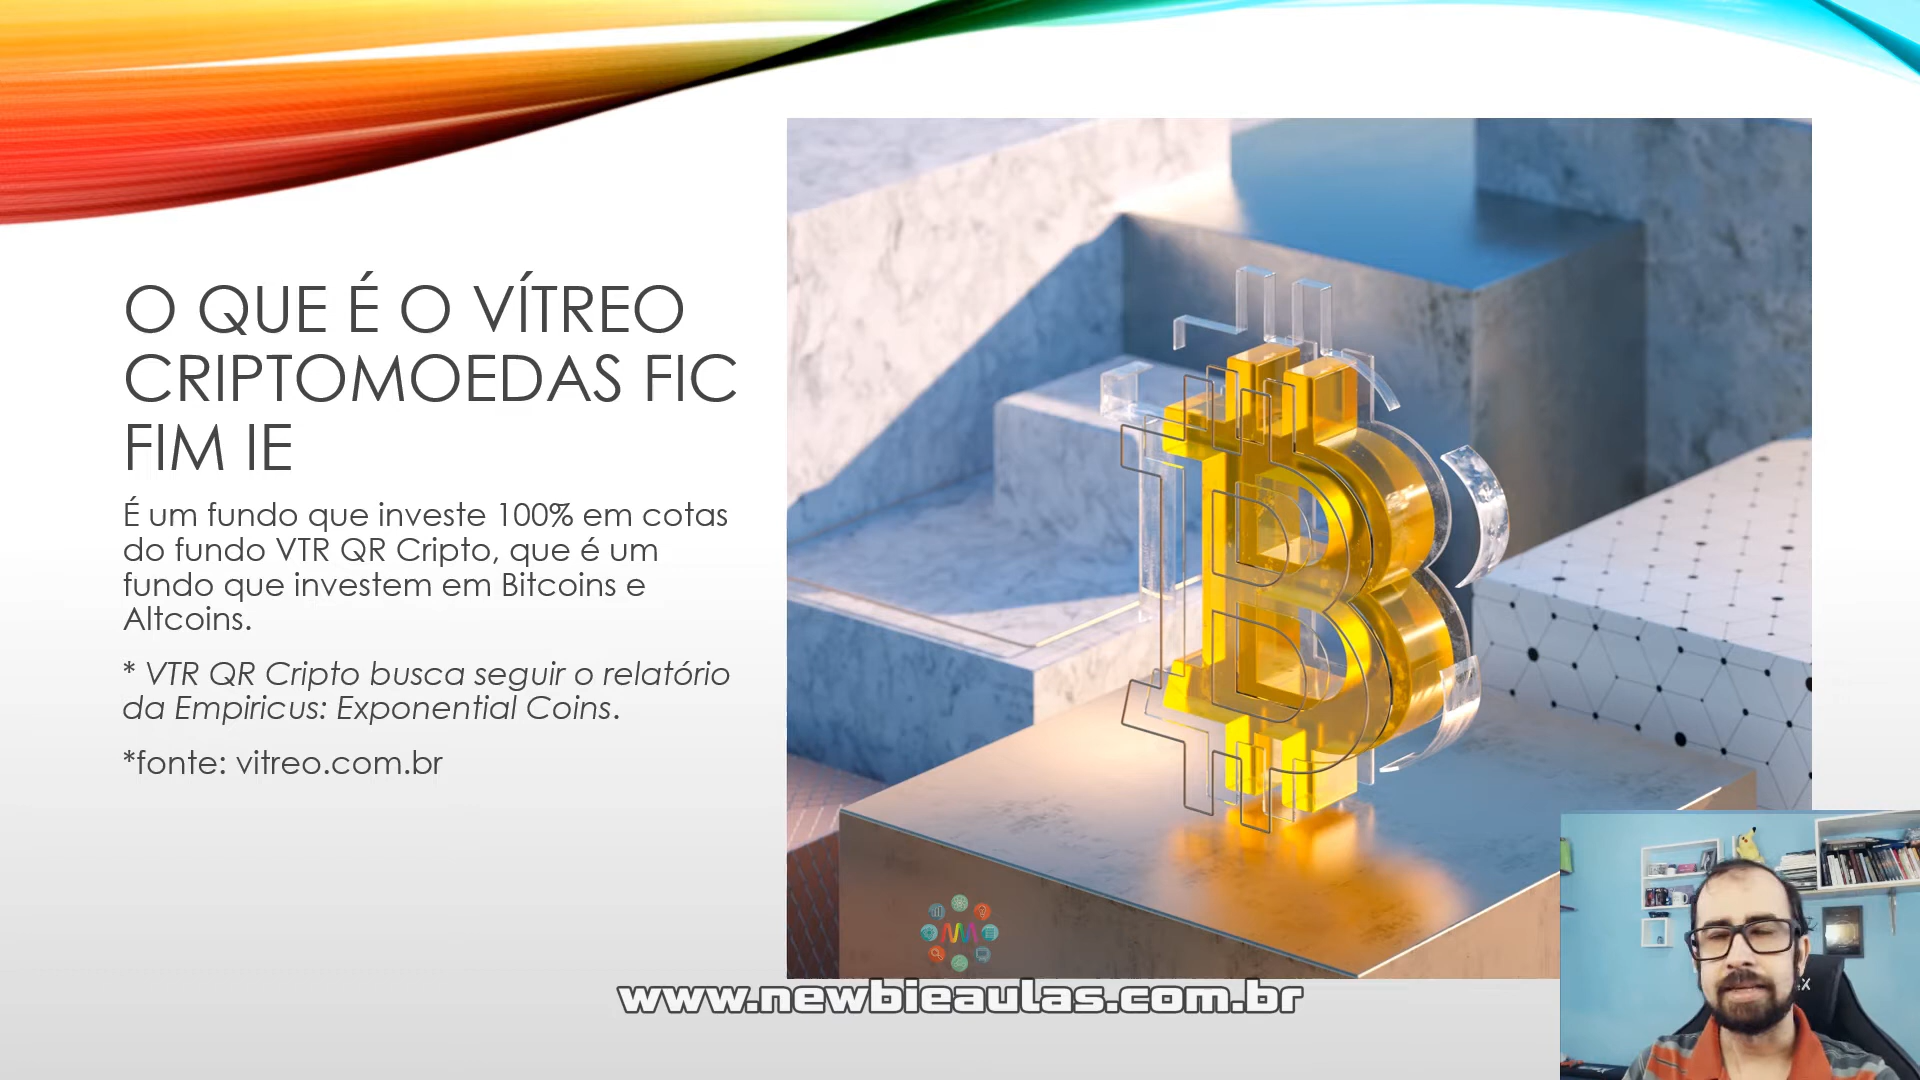 O QUE É O VÍTREO
CRIPTOMOEDAS FIC
FIM IE
É um fundo que investe 100% em cotas
do fundo VTR QR Cripto, que é um
fundo que investem em Bitcoins e
Altcoins.
* VTR QR Cripto busca seguir o relatório
da Empiricus: Exponential Coins.
*fonte: vitreo.com.br
www.newbieaulas.com.br